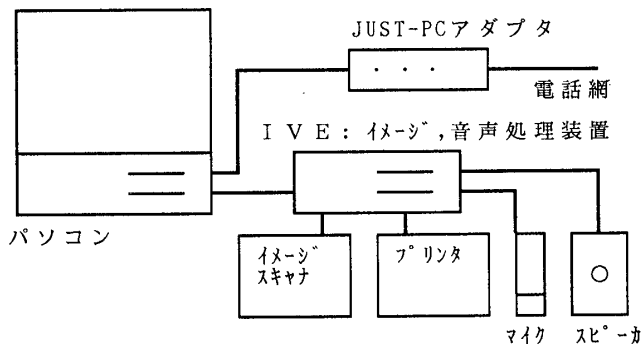 JUST-PCアダプタ
電話網
IVE: イメージ,音声処理装置
パソコン
イメージ
スキャナ
プリンタ
マイク
スピーカ